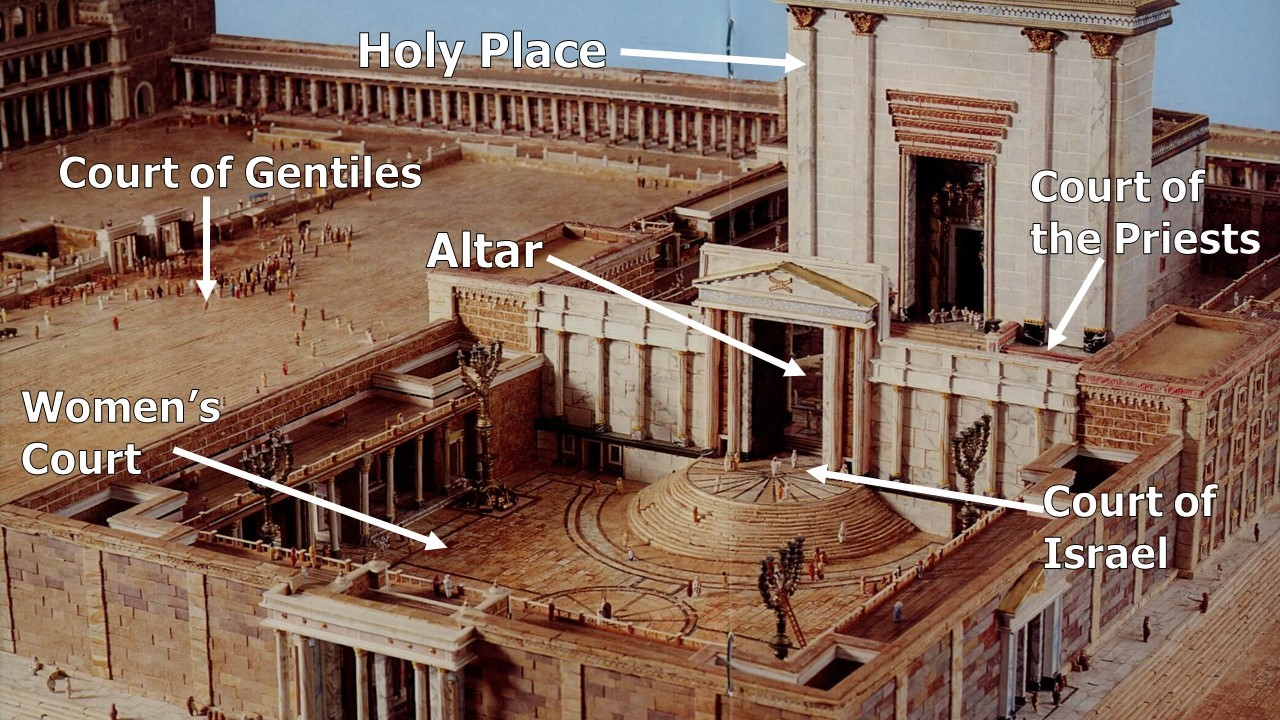 Holy Place
Court of Gentiles
Court of
the Priests
Altar
Women’s
Court
Court of
Israel